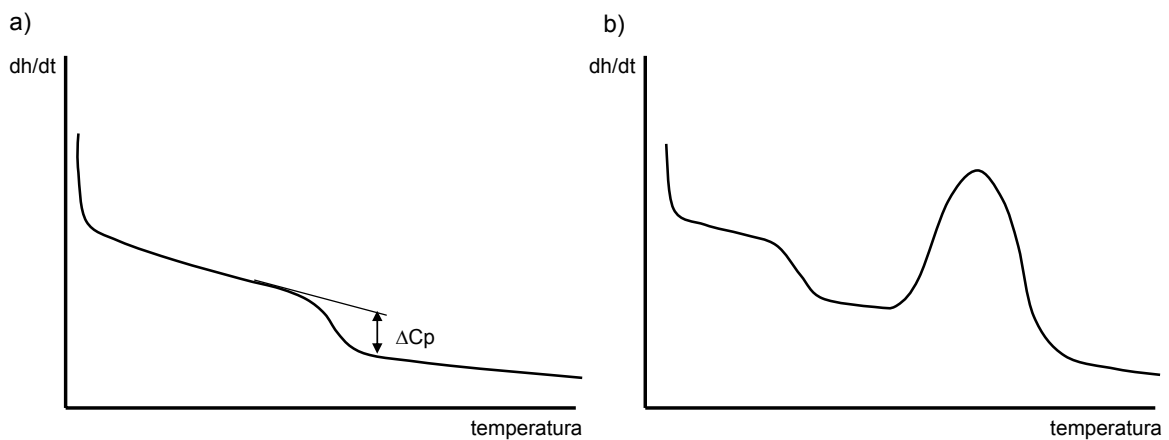 a)
dh/dt
ΔCp
temperatura
b)
dh/dt
temperatura